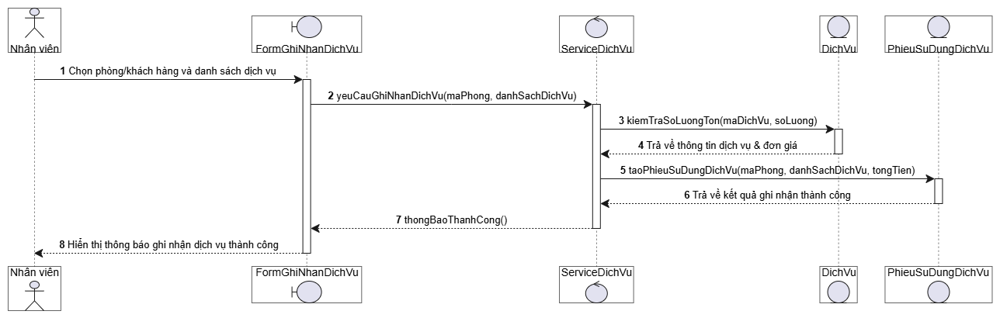 Nhân viên
FormGhiNhanDichVu
ServiceDichVu
DichVu
PhieuSuDungDichVu
1 Chọn phòng/khách hàng và danh sách dịch vụ
2 yeuCauGhiNhanDichVu(maPhong, danhSachDichVu)
3 kiemTraSoLuongTon(maDichVu, soLuong)
4 Trả về thông tin dịch vụ & đơn giá
5 taoPhieuSuDungDichVu(maPhong, danhSachDichVu, tongTien)
6 Trả về kết quả ghi nhận thành công
7 thongBaoThanhCong()
8 Hiển thị thông báo ghi nhận dịch vụ thành công
Nhân viên
FormGhiNhanDichVu
ServiceDichVu
DichVu
PhieuSuDungDichVu